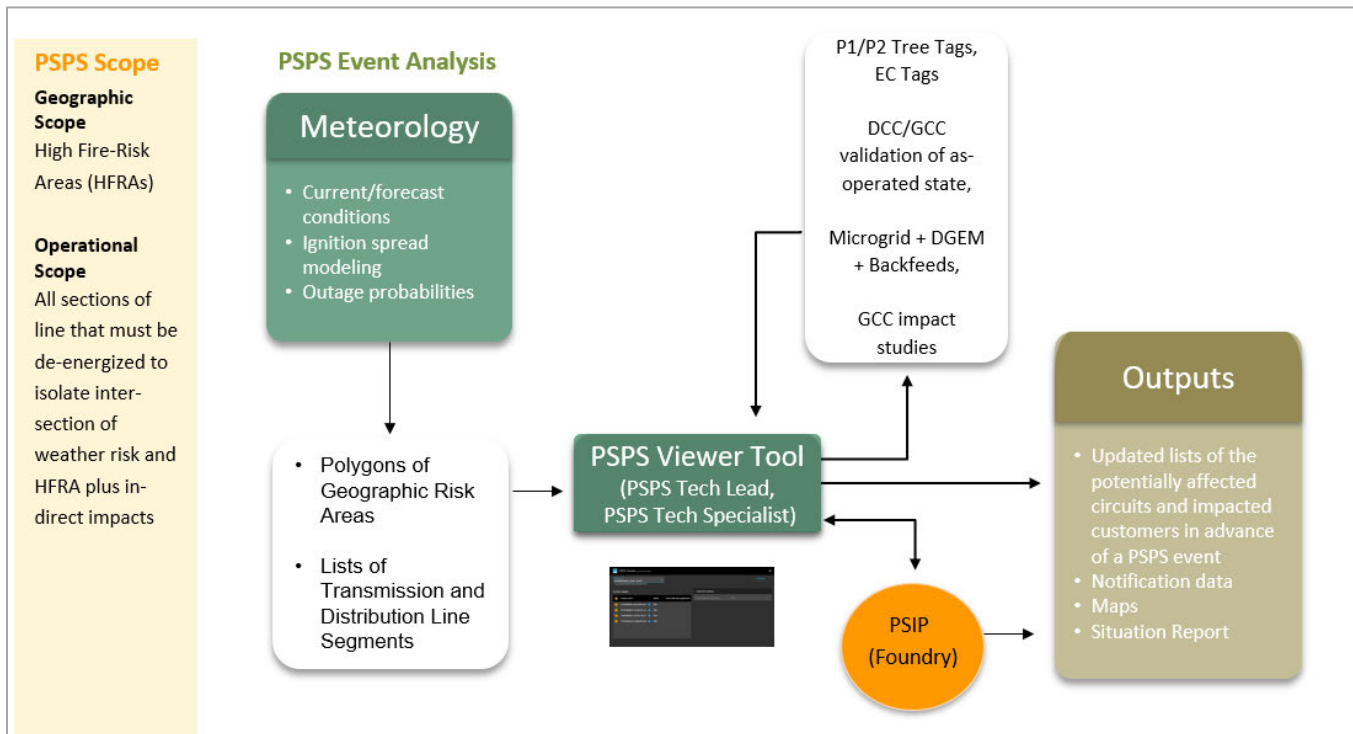 PSPS Scope
Geographic
Scope
High Fire-Risk
Areas (HFRAs)
Operational
Scope
All sections of
line that must be
de-energized to
isolate inter-
section of
weather risk and
HFRA plus in-
direct impacts
PSPS Event Analysis
Meteorology
• Current/forecast
conditions
• Ignition spread
modeling
• Outage probabilities
• Polygons of
Geographic Risk
Areas
• Lists of
Transmission and
Distribution Line
Segments
PSPS Viewer Tool
(PSPS Tech Lead,
PSPS Tech Specialist)
P1/P2 Tree Tags,
EC Tags
DCC/GCC
validation of as-
operated state,
Microgrid + DGEM
+ Backfeeds,
GCC impact
studies
PSIP
(Foundry)
Outputs
• Updated lists of the
potentially affected
circuits and impacted
customers in advance
of a PSPS event
• Notification data
• Maps
• Situation Report